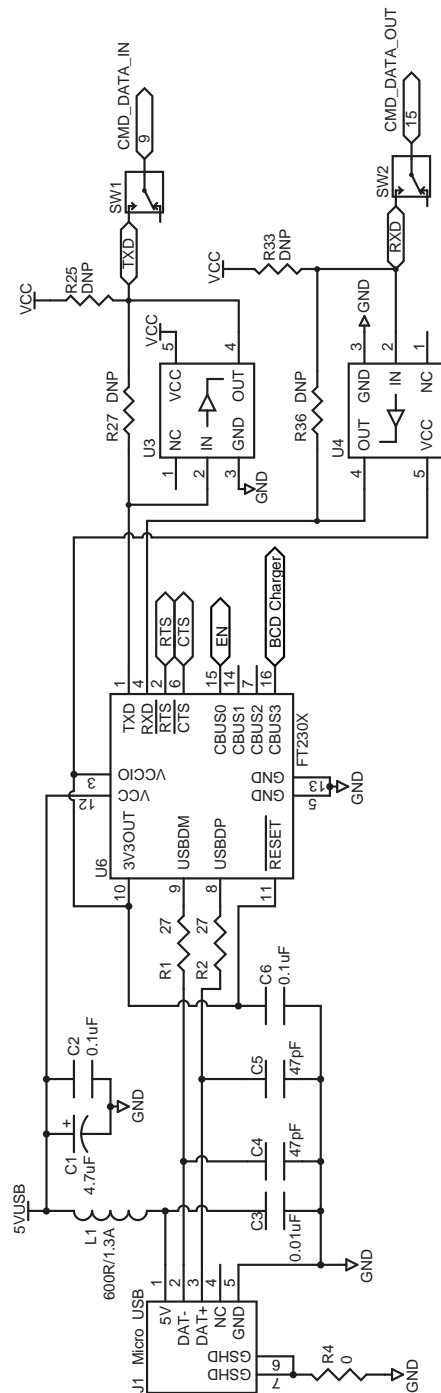 5VUSB
L1
600R/1.3A
C1
4.7uF
+
C2
0.1uF
GND
J1 Micro_USB
5V
DAT-
DAT+
NC
GND
1
2
3
4
5
GSHD
GSHD
6
7
R4
0
GND
C3
0.01uF
C4
47pF
C5
47pF
C6
0.1uF
GND
R1
27
R2
27
U6
10
3V3OUT
9
USBDM
8
USBDP
11
RESET
12
VCC
3
VCCIO
TXD
1
RXD
4
RTS
2
CTS
6
CBUS0
15
CBUS1
14
CBUS2
7
CBUS3
16
GND
GND
5
13
FT230X
GND
RTS
CTS
EN
BCD Charger
VCC
R25
DNP
R27 DNP
U3
1
NC
2
IN
3
GND
VCC
5
OUT
4
VCC
GND
TXD
SW1
9
CMD_DATA_IN
VCC
R33
DNP
R36 DNP
U4
4
OUT
5
VCC
GND
3
IN
2
NC
1
GND
RXD
SW2
15
CMD_DATA_OUT